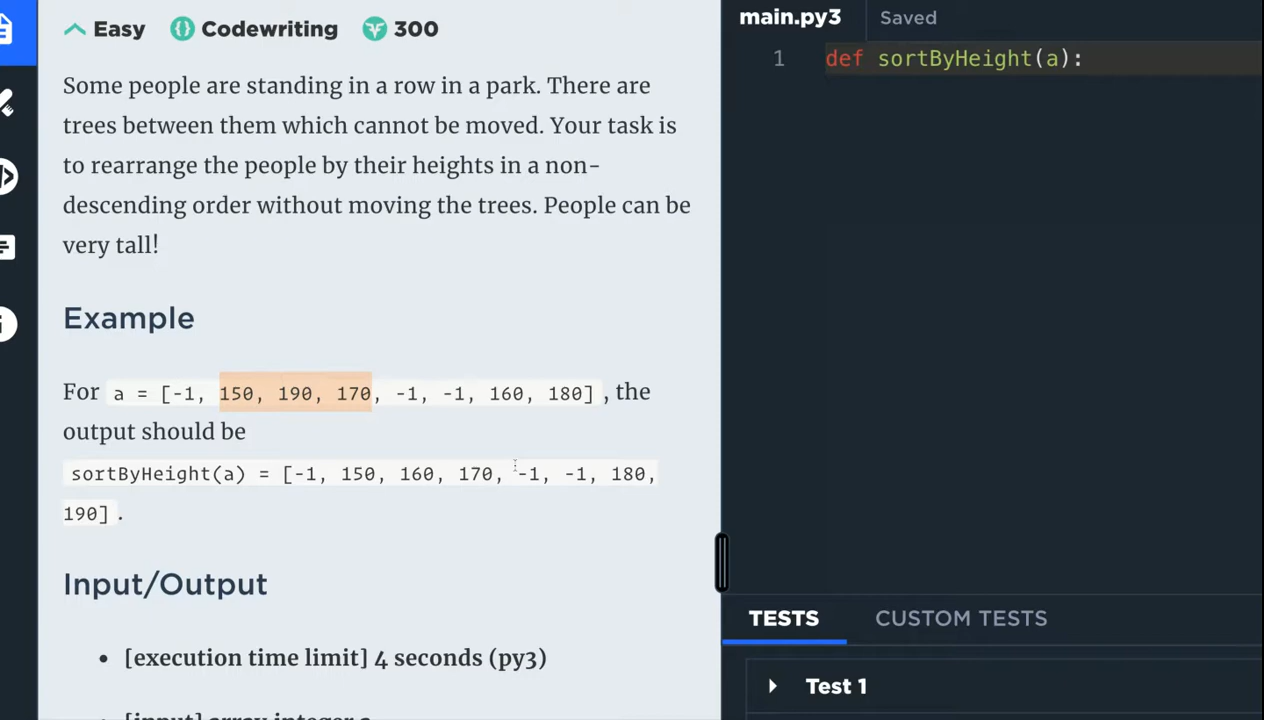 Easy Codewriting 300
Some people are standing in a row in a park. There are
trees between them which cannot be moved. Your task is
to rearrange the people by their heights in a non-
descending order without moving the trees. People can be
very tall!
Example
For a = [-1, 150, 190, 170, -1, -1, 160, 180] , the
output should be
sortByHeight(a) = [-1, 150, 160, 170, -1, -1, 180,
190] .
Input/Output
• [execution time limit] 4 seconds (py3)
• [input] array.integer a
main.py3 Saved
1 def sortByHeight(a):
TESTS CUSTOM TESTS
Test 1